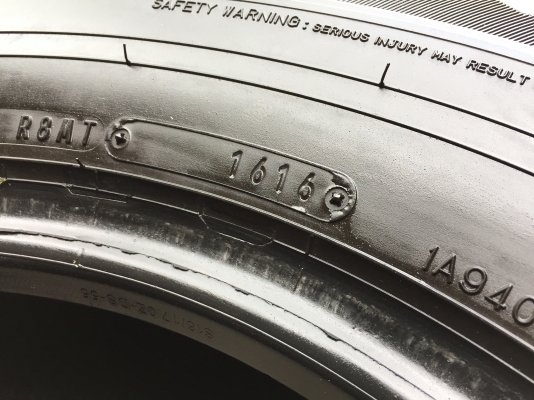 SAFETY WARNING: SERIOUS INJURY MAY RESULT
R8MT 1616
1A940